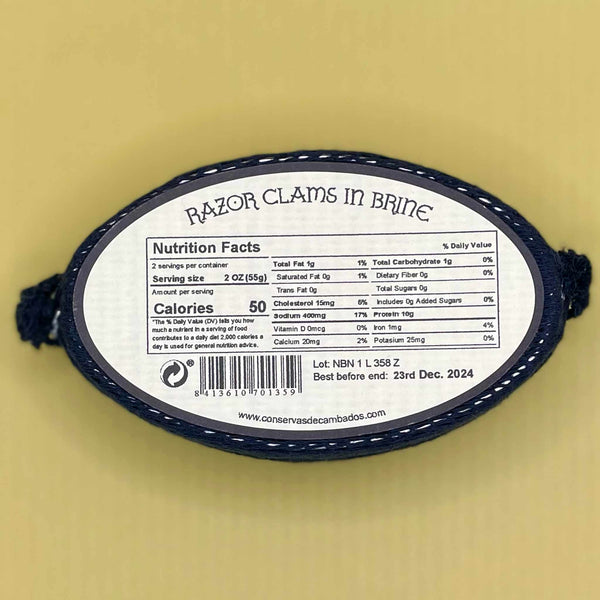 RAZOR CLAMS IN BRINE
Nutrition Facts
2 servings per container
Serving size 2 OZ (55g)
Amount per serving
Calories 50
*The % Daily Value (DV) tells you how
much a nutrient in a serving of food
contributes to a daily diet 2,000 calories a
day is used for general nutrition advice.
% Daily Value
Total Fat 1g 1% Total Carbohydrate 1g 0%
Saturated Fat 0g 1% Dietary Fiber 0g 0%
Trans Fat 0g Total Sugars 0g
Cholesterol 15mg 5% Includes 0g Added Sugars 0%
Sodium 400mg 17% Protein 10g
Vitamin D 0mcg 0% Iron 1mg 4%
Calcium 20mg 2% Potasium 25mg 0%
Lot: NBN 1 L 358 Z
Best before end: 23rd Dec. 2024
8 413610 701359
www.conservasdecambados.com